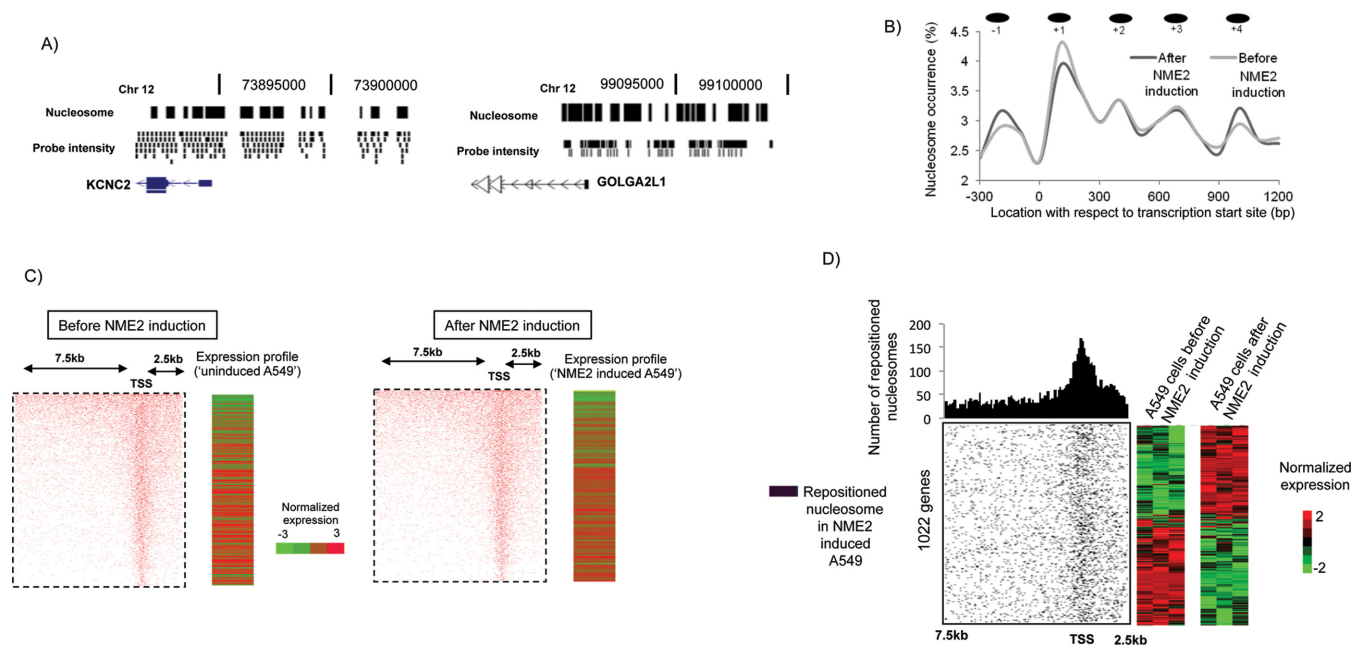 A)
Chr 12
73895000
73900000
Nucleosome
Probe intensity
KCNC2
Chr 12
99095000
99100000
Nucleosome
Probe intensity
GOLGA2L1
B)
-1
+1
+2
+3
+4
Nucleosome occurrence (%)
4.5
4
3.5
3
2.5
2
After
NME2
induction
Before
NME2
induction
-300
0
300
600
900
1200
Location with respect to transcription start site (bp)
C)
Before NME2 induction
7.5kb
2.5kb
TSS
Expression profile
('uninduced A549')
Normalized
expression
-3
3
After NME2 induction
7.5kb
2.5kb
TSS
Expression profile
('NME2 induced A549')
D)
Number of repositioned
nucleosomes
200
150
100
50
0
A549 cells before
NME2 induction
A549 cells after
NME2 induction
Repositioned
nucleosome
in NME2
induced
A549
1022 genes
7.5kb
TSS
2.5kb
Normalized
expression
2
-2